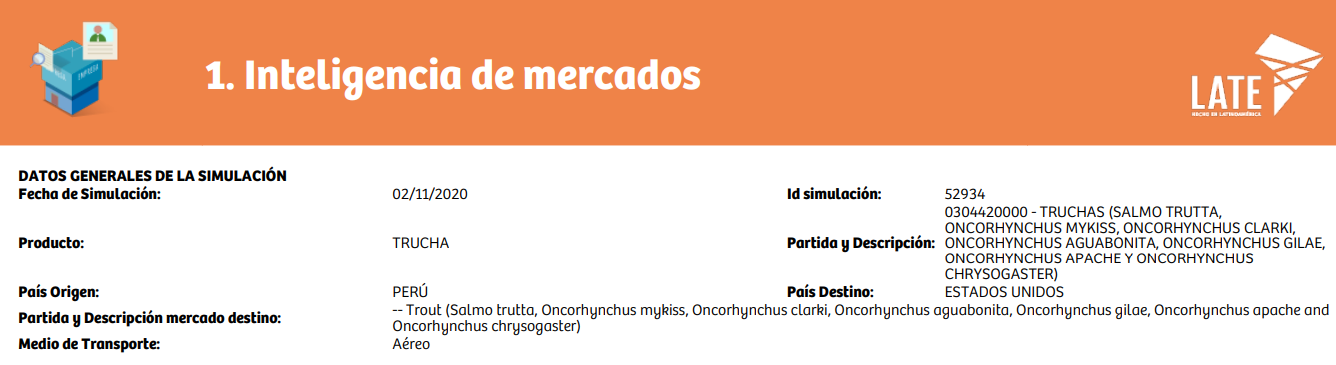 1. Inteligencia de mercados
LATE
HECHO EN LATINOAMÉRICA
DATOS GENERALES DE LA SIMULACIÓN
Fecha de Simulación: 02/11/2020 Id simulación: 52934
Producto: TRUCHA Partida y Descripción: 0304420000 - TRUCHAS (SALMO TRUTTA,
ONCORHYNCHUS MYKISS, ONCORHYNCHUS CLARKI,
ONCORHYNCHUS AGUABONITA, ONCORHYNCHUS GILAE,
ONCORHYNCHUS APACHE Y ONCORHYNCHUS
CHRYSOGASTER)
País Origen: PERÚ País Destino: ESTADOS UNIDOS
Partida y Descripción mercado destino: -- Trout (Salmo trutta, Oncorhynchus mykiss, Oncorhynchus clarki, Oncorhynchus aguabonita, Oncorhynchus gilae, Oncorhynchus apache and
Oncorhynchus chrysogaster)
Medio de Transporte: Aéreo